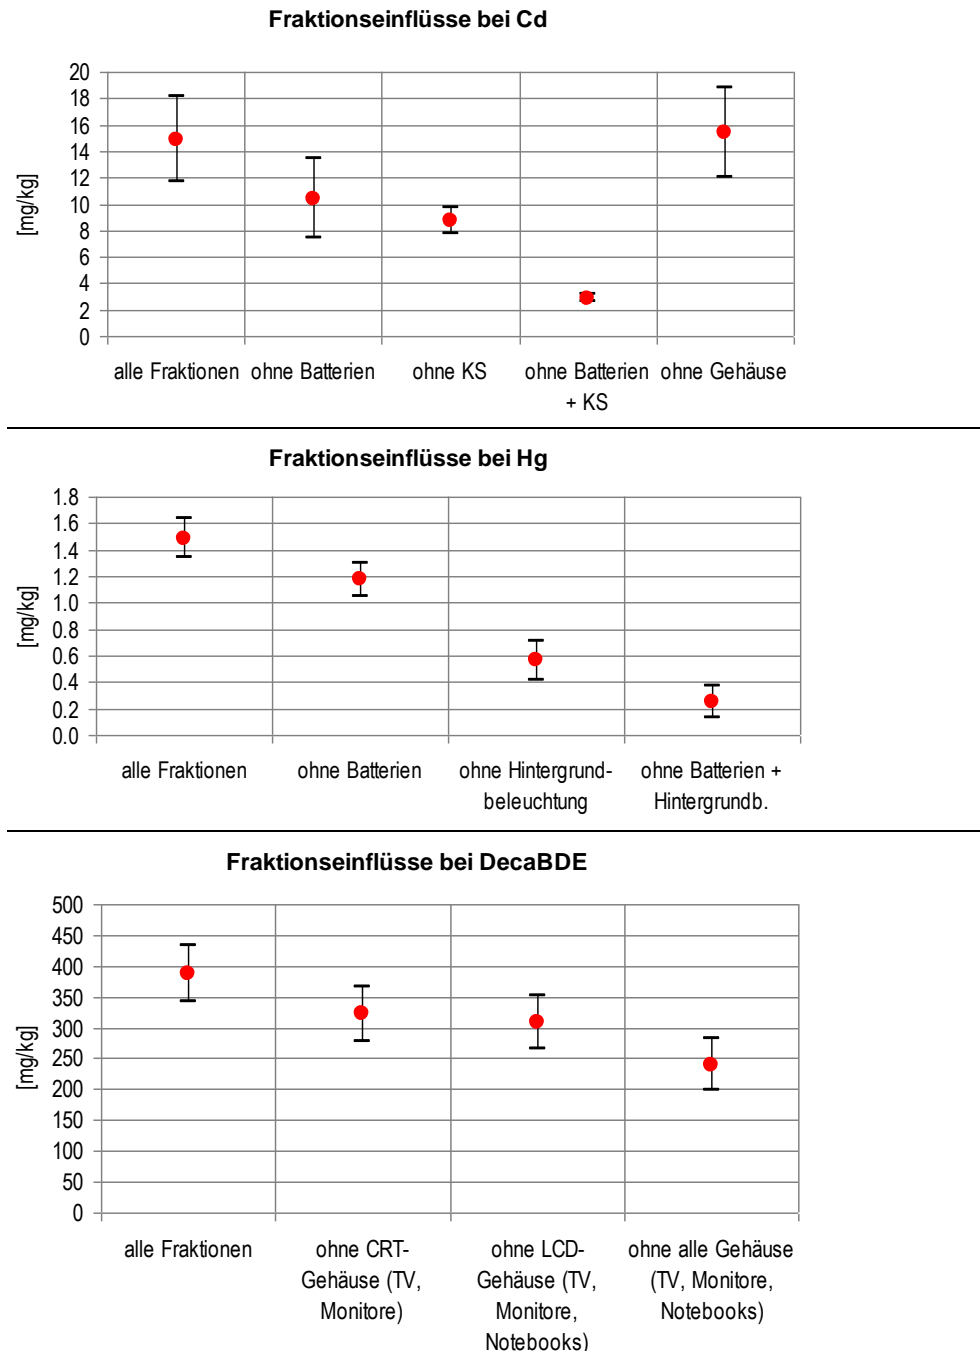 Fraktionseinflüsse bei Cd
[mg/kg]
20
18
16
14
12
10
8
6
4
2
0
alle Fraktionen ohne Batterien ohne KS ohne Batterien ohne Gehäuse
+ KS
Fraktionseinflüsse bei Hg
[mg/kg]
1.8
1.6
1.4
1.2
1.0
0.8
0.6
0.4
0.2
0.0
alle Fraktionen ohne Batterien ohne Hintergrund- ohne Batterien +
beleuchtung Hintergrundb.
Fraktionseinflüsse bei DecaBDE
[mg/kg]
500
450
400
350
300
250
200
150
100
50
0
alle Fraktionen ohne CRT- ohne LCD- ohne alle Gehäuse
Gehäuse (TV, Gehäuse (TV, (TV, Monitore,
Monitore) Monitore, Notebooks)
Notebooks)